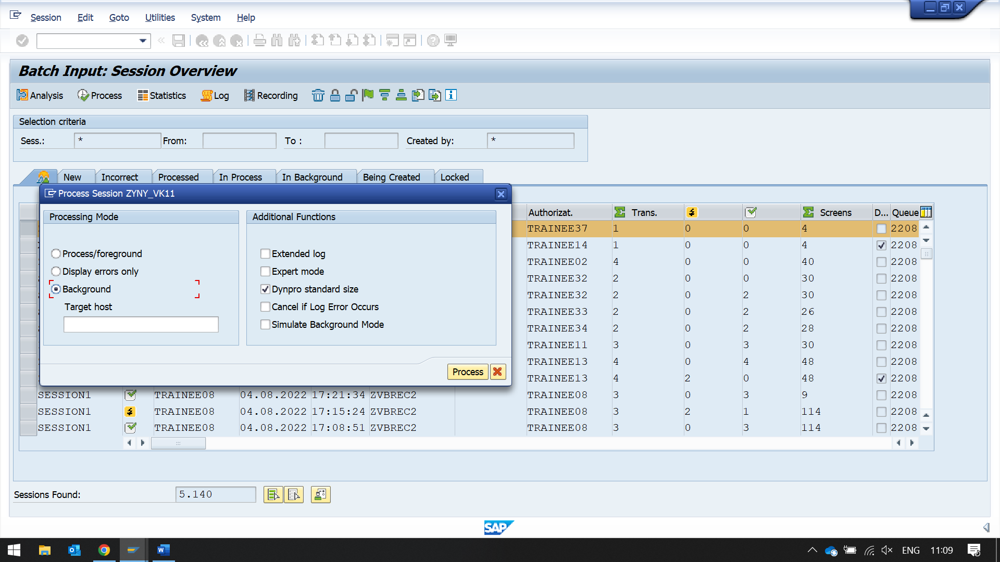 Session Edit Goto Utilities System Help
Batch Input: Session Overview
Analysis Process Statistics Log Recording
Selection criteria
Sess.: * From: To : Created by: *
New Incorrect Processed In Process In Background Being Created Locked
Process Session ZYNY_VK11
Processing Mode
Process/foreground
Display errors only
Background
Target host
Additional Functions
Extended log
Expert mode
Dynpro standard size
Cancel if Log Error Occurs
Simulate Background Mode
Process
Authorizat. Trans. Screens D... Queue
TRAINEE37 1 0 0 4 2208
TRAINEE14 1 0 0 4 2208
TRAINEE02 4 0 0 40 2208
TRAINEE32 2 0 0 30 2208
TRAINEE32 2 0 2 30 2208
TRAINEE33 2 0 2 26 2208
TRAINEE34 2 0 2 28 2208
TRAINEE11 3 0 3 30 2208
TRAINEE13 4 0 4 48 2208
TRAINEE13 4 2 0 48 2208
SESSION1 TRAINEE08 04.08.2022 17:21:34 ZVBREC2 TRAINEE08 3 0 3 9 2208
SESSION1 TRAINEE08 04.08.2022 17:15:24 ZVBREC2 TRAINEE08 3 2 1 114 2208
SESSION1 TRAINEE08 04.08.2022 17:08:51 ZVBREC2 TRAINEE08 3 0 3 114 2208
Sessions Found: 5.140
SAP
ENG 11:09